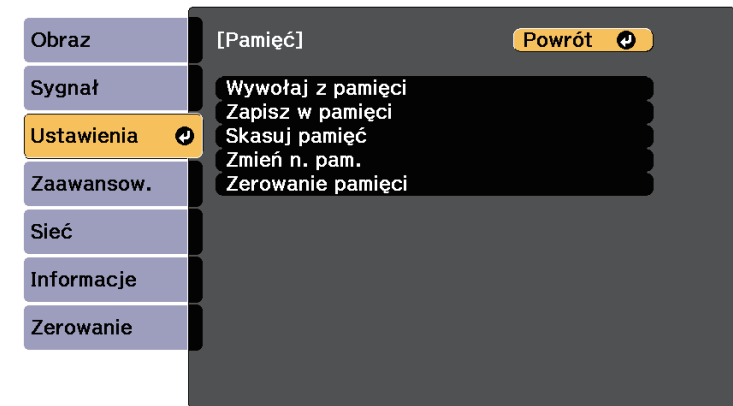 Obraz
Sygnał
Ustawienia
Zaawansow.
Sieć
Informacje
Zerowanie
[Pamięć]
Powrót
Wywołaj z pamięci
Zapisz w pamięci
Skasuj pamięć
Zmień n. pam.
Zerowanie pamięci